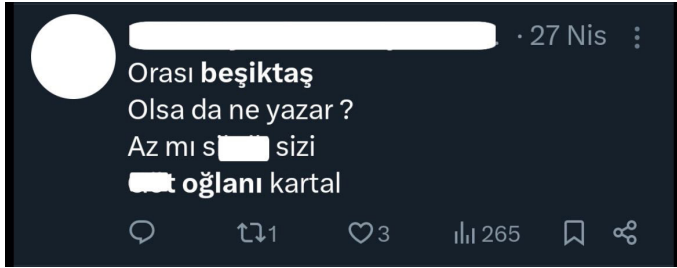 · 27 Nis
Orası beşiktaş
Olsa da ne yazar ?
Az mı sizi
oğlanı kartal
1 3 265